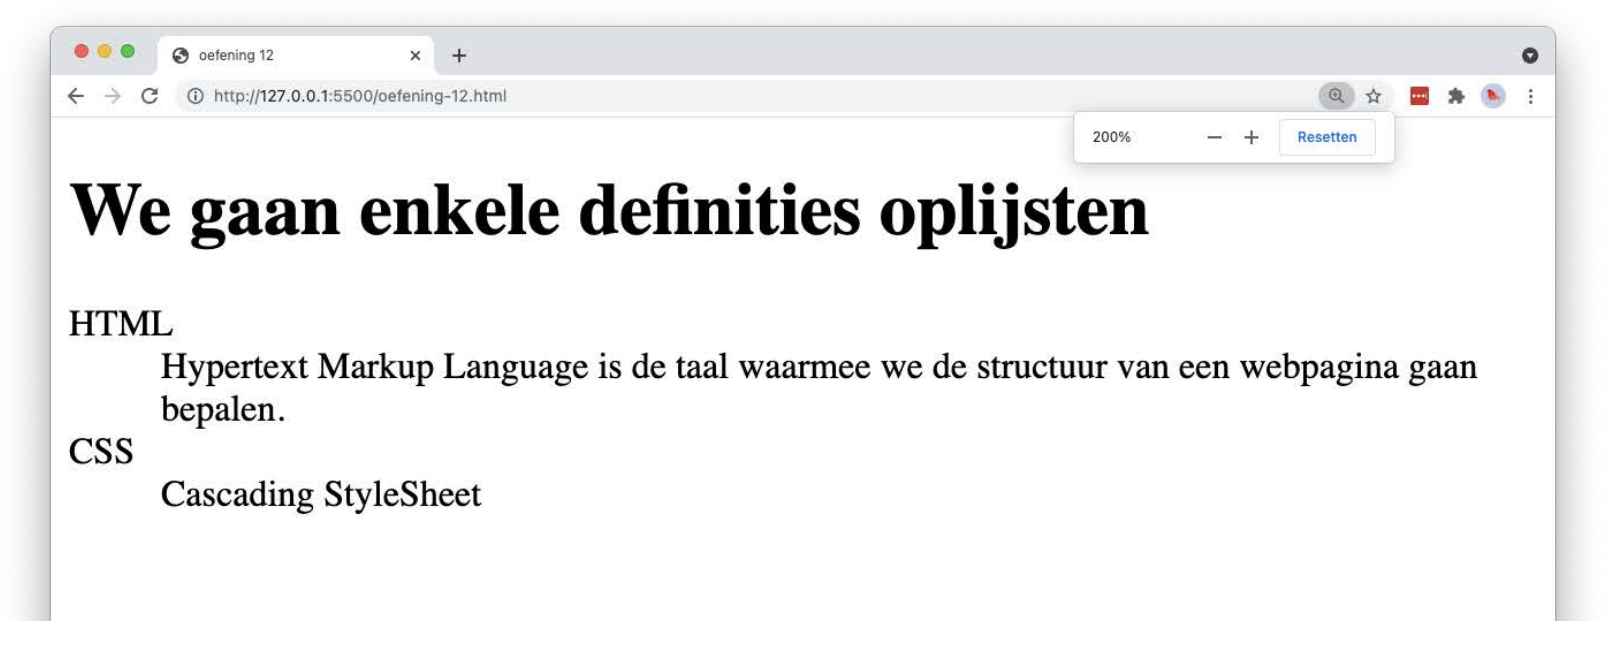 oefening 12
http://127.0.0.1:5500/oefening-12.html
200%
Resetten
We gaan enkele definities oplijsten
HTML
Hypertext Markup Language is de taal waarmee we de structuur van een webpagina gaan
bepalen.
CSS
Cascading StyleSheet